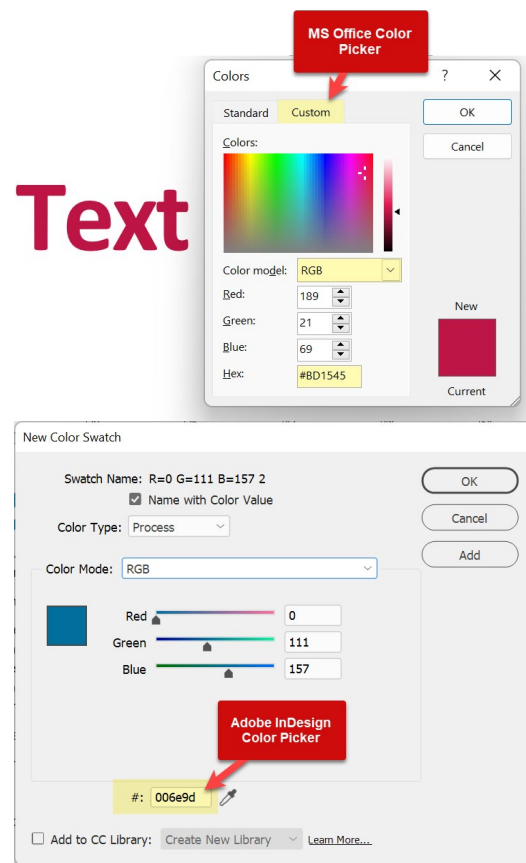 MS Office Color
Picker
Colors ? X
Standard Custom OK
Colors: Cancel
Text
Color model: RGB
Red: 189
Green: 21 New
Blue: 69
Hex: #BD1545
Current
New Color Swatch
Swatch Name: R=0 G=111 B=157 2 OK
Name with Color Value
Color Type: Process Cancel
Color Mode: RGB Add
Red 0
Green 111
Blue 157
Adobe InDesign
Color Picker
#: 006e9d
Add to CC Library: Create New Library Learn More...